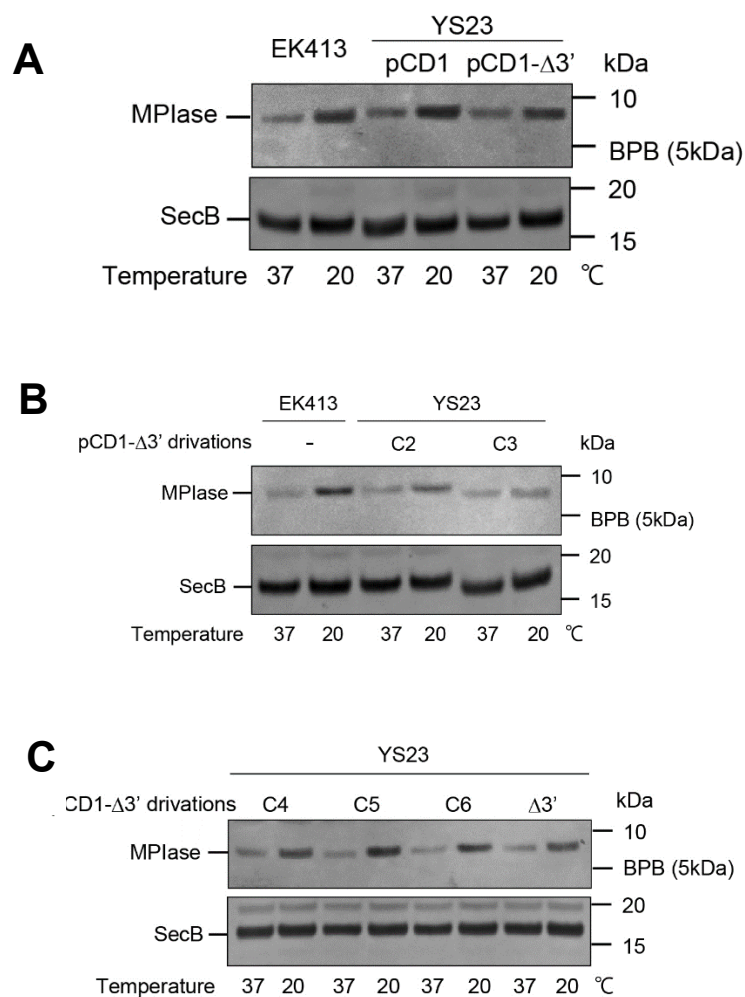 A
YS23
EK413 pCD1 pCD1-Δ3’ kDa
MPIase 10
BPB (5kDa)
SecB 20
15
Temperature 37 20 37 20 37 20 ℃
B
EK413 YS23
pCD1-Δ3’ drivations - C2 C3 kDa
MPIase 10
BPB (5kDa)
SecB 20
15
Temperature 37 20 37 20 37 20 ℃
C
YS23
CD1-Δ3’ drivations C4 C5 C6 Δ3’ kDa
MPIase 10
BPB (5kDa)
SecB 20
15
Temperature 37 20 37 20 37 20 37 20 ℃